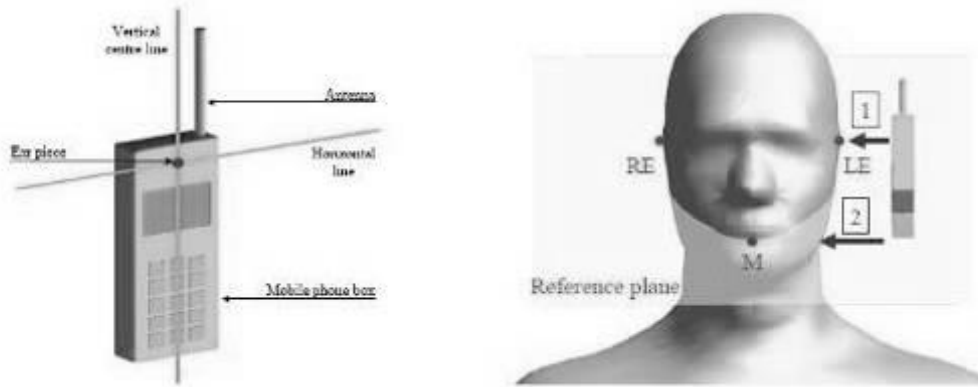 Vertical
centre line
Antenna
Ear piece
Horizontal
line
Mobile phone box
1
RE
LE
2
M
Reference plane